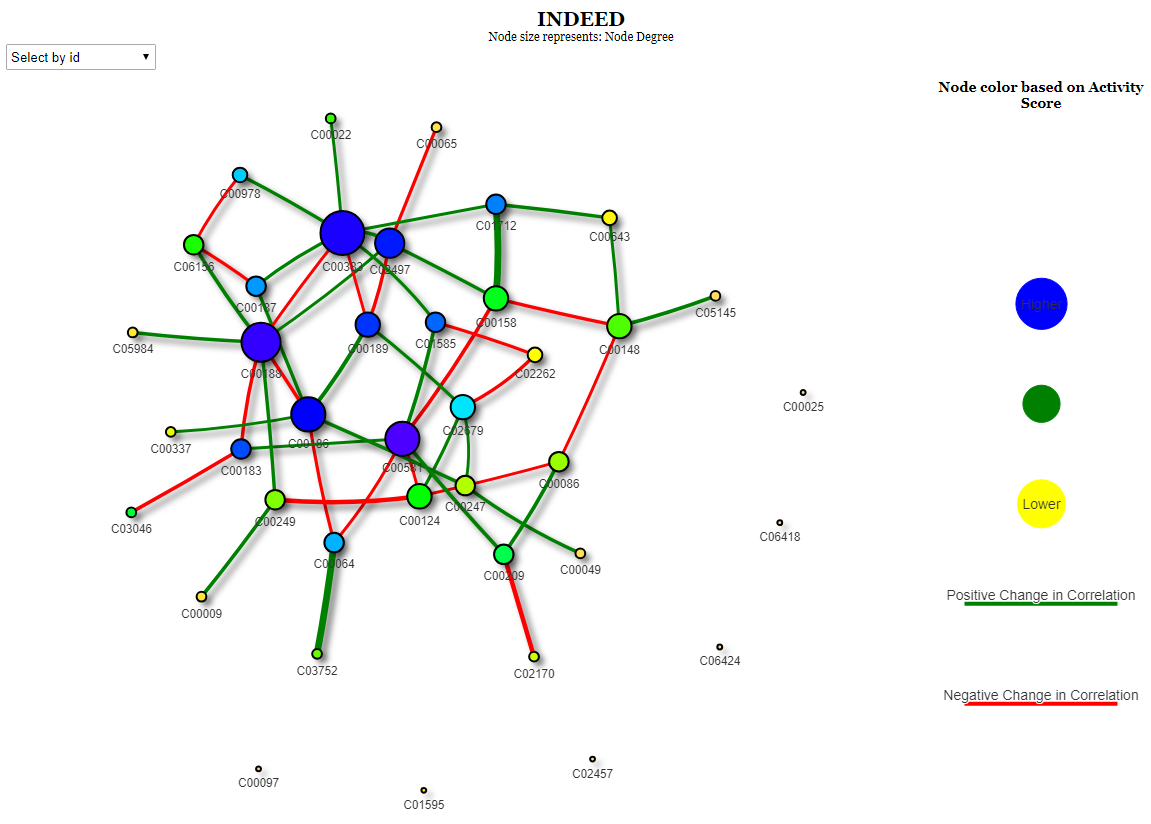 INDEED
Node size represents: Node Degree
Select by id
Node color based on Activity
Score
C00022
C00065
C00978
C01712
C00643
C06156
C00137
C05145
C00158
C05984
C00189
C01585
C00148
C00188
C02262
C00025
C02679
C00337
C00186
C00183
C00581
C00086
C03046
C00249
C00124
C00247
C06418
C00064
C00209
C00049
C00009
C03752
C02170
C06424
C00097
C02457
C01595
Higher
Lower
Positive Change in Correlation
Negative Change in Correlation